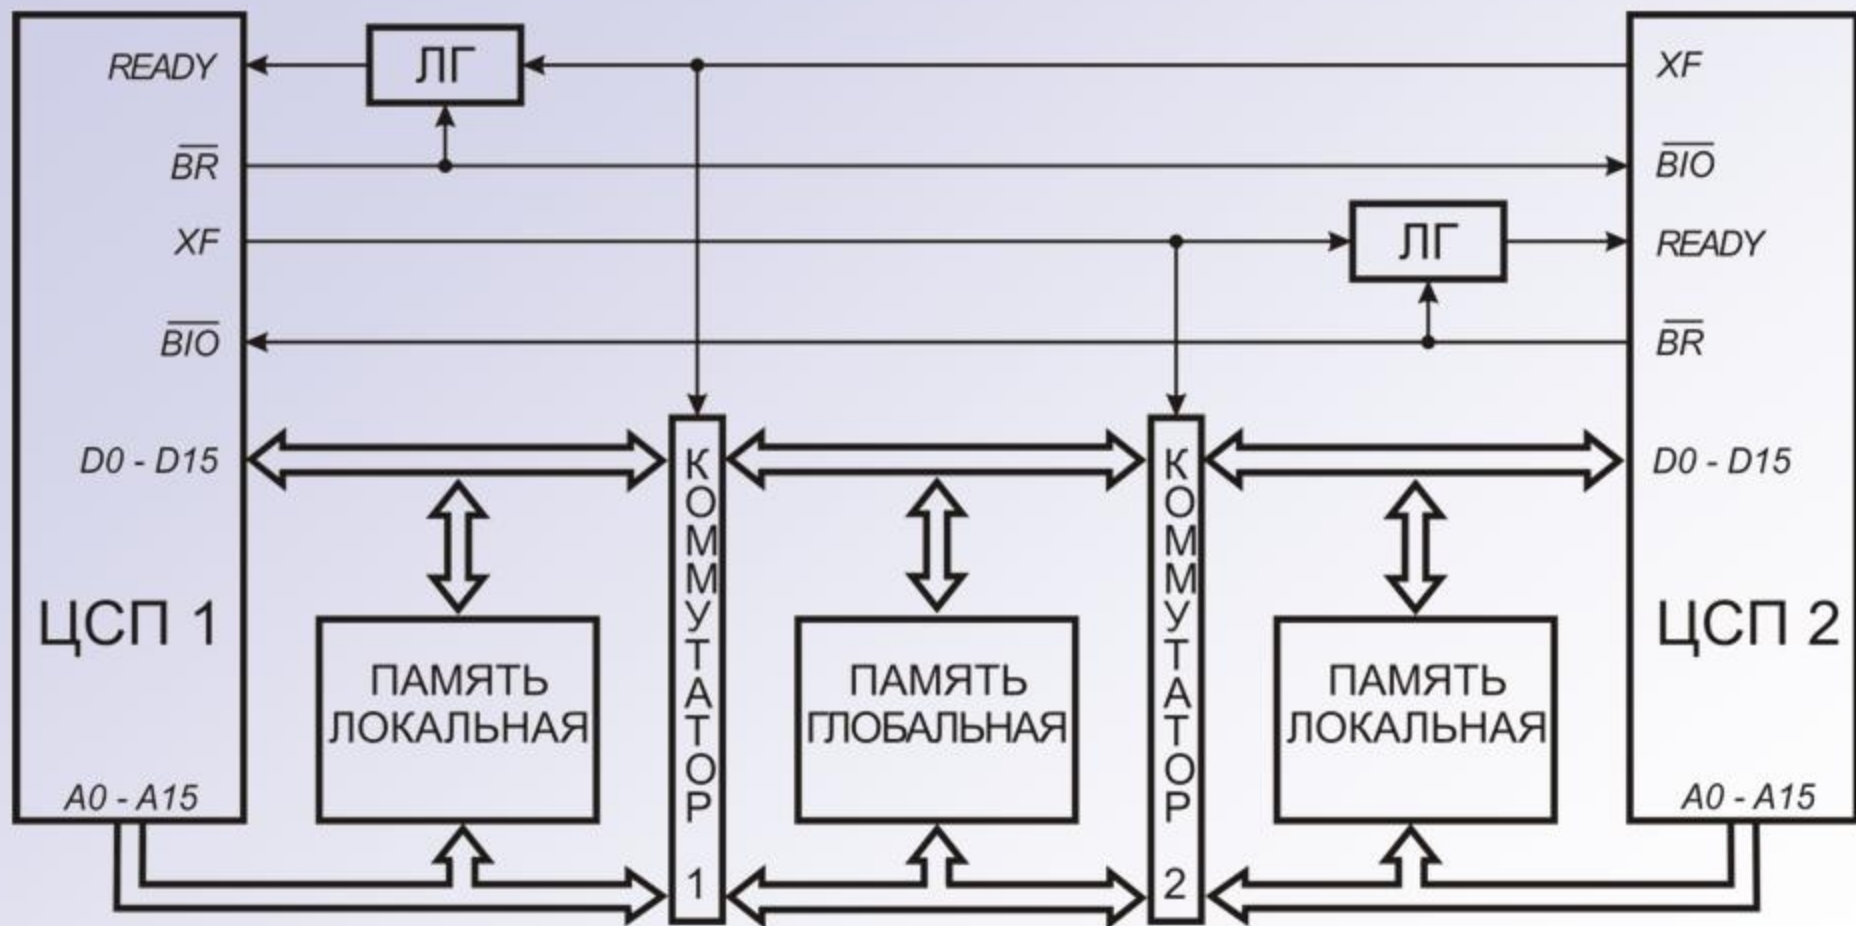 READY
ЛГ
XF
BR
BIO
XF
ЛГ
READY
BIO
BR
D0 - D15
D0 - D15
ЦСП 1
ПАМЯТЬ
ЛОКАЛЬНАЯ
КОММУТАТОР 1
ПАМЯТЬ
ГЛОБАЛЬНАЯ
КОММУТАТОР 2
ПАМЯТЬ
ЛОКАЛЬНАЯ
ЦСП 2
A0 - A15
A0 - A15